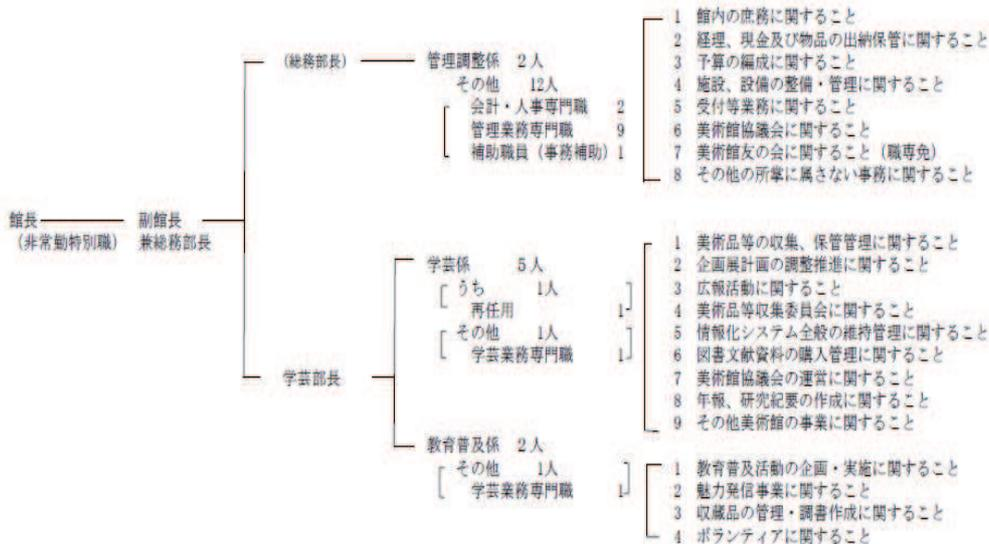 館長
(非常勤特別職)
副館長
兼総務部長
(総務部長)
管理調整係 2人
その他 12人
会計・人事専門職 2
管理業務専門職 9
補助職員(事務補助) 1
1 館内の庶務に関すること
2 経理、現金及び物品の出納保管に関すること
3 予算の編成に関すること
4 施設、設備の整備・管理に関すること
5 受付等業務に関すること
6 美術館協議会に関すること
7 美術館友の会に関すること(職専免)
8 その他の所掌に属さない事務に関すること
学芸部長
学芸係 5人
うち 1人
再任用 1
その他 1人
学芸業務専門職 1
1 美術品等の収集、保管管理に関すること
2 企画展計画の調整推進に関すること
3 広報活動に関すること
4 美術品等収集委員会に関すること
5 情報化システム全般の維持管理に関すること
6 図書文献資料の購入管理に関すること
7 美術館協議会の運営に関すること
8 年報、研究紀要の作成に関すること
9 その他美術館の事業に関すること
教育普及係 2人
その他 1人
学芸業務専門職 1
1 教育普及活動の企画・実施に関すること
2 魅力発信事業に関すること
3 収蔵品の管理・調書作成に関すること
4 ボランティアに関すること